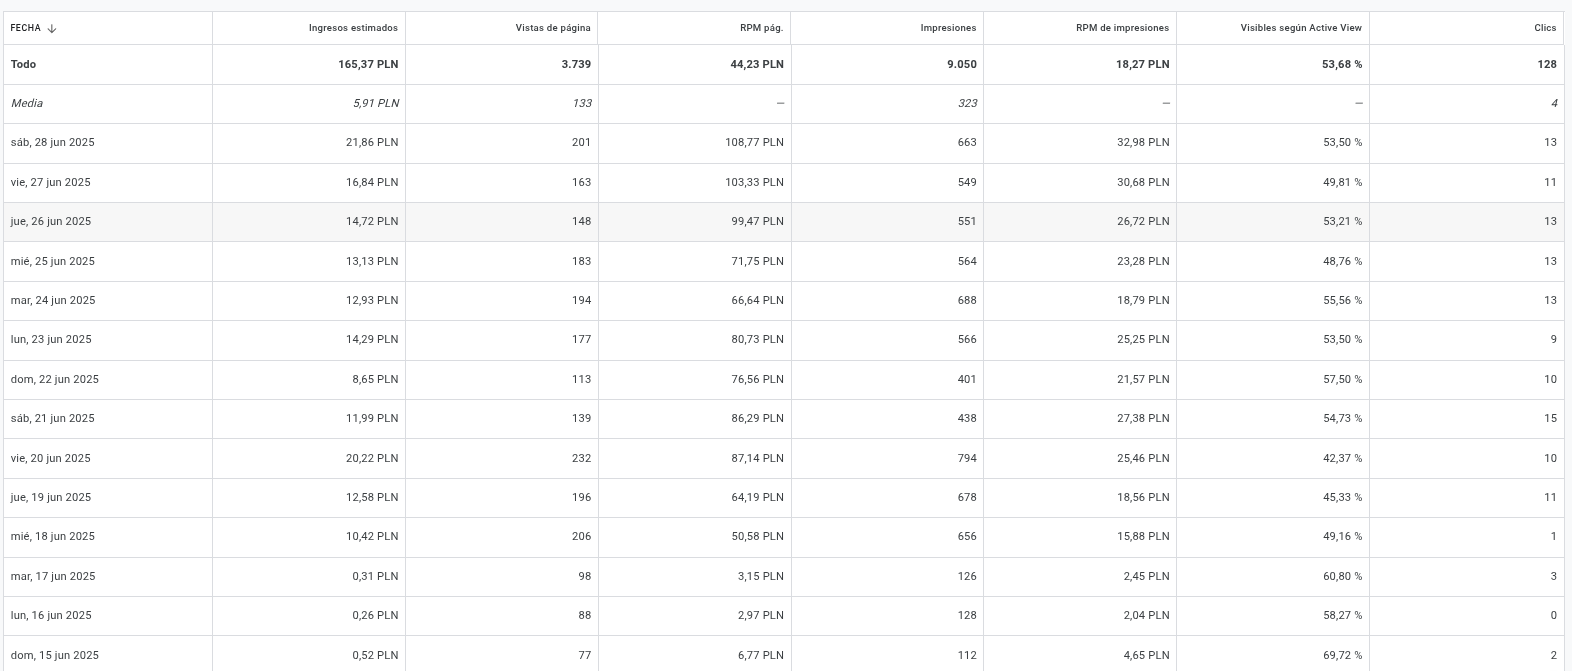 FECHA ↓ Ingresos estimados Vistas de página RPM pág. Impresiones RPM de impresiones Visibles según Active View Clics
Todo 165,37 PLN 3.739 44,23 PLN 9.050 18,27 PLN 53,68 % 128
Media 5,91 PLN 133 — 323 — — 4
sáb, 28 jun 2025 21,86 PLN 201 108,77 PLN 663 32,98 PLN 53,50 % 13
vie, 27 jun 2025 16,84 PLN 163 103,33 PLN 549 30,68 PLN 49,81 % 11
jue, 26 jun 2025 14,72 PLN 148 99,47 PLN 551 26,72 PLN 53,21 % 13
mié, 25 jun 2025 13,13 PLN 183 71,75 PLN 564 23,28 PLN 48,76 % 13
mar, 24 jun 2025 12,93 PLN 194 66,64 PLN 688 18,79 PLN 55,56 % 13
lun, 23 jun 2025 14,29 PLN 177 80,73 PLN 566 25,25 PLN 53,50 % 9
dom, 22 jun 2025 8,65 PLN 113 76,56 PLN 401 21,57 PLN 57,50 % 10
sáb, 21 jun 2025 11,99 PLN 139 86,29 PLN 438 27,38 PLN 54,73 % 15
vie, 20 jun 2025 20,22 PLN 232 87,14 PLN 794 25,46 PLN 42,37 % 10
jue, 19 jun 2025 12,58 PLN 196 64,19 PLN 678 18,56 PLN 45,33 % 11
mié, 18 jun 2025 10,42 PLN 206 50,58 PLN 656 15,88 PLN 49,16 % 1
mar, 17 jun 2025 0,31 PLN 98 3,15 PLN 126 2,45 PLN 60,80 % 3
lun, 16 jun 2025 0,26 PLN 88 2,97 PLN 128 2,04 PLN 58,27 % 0
dom, 15 jun 2025 0,52 PLN 77 6,77 PLN 112 4,65 PLN 69,72 % 2